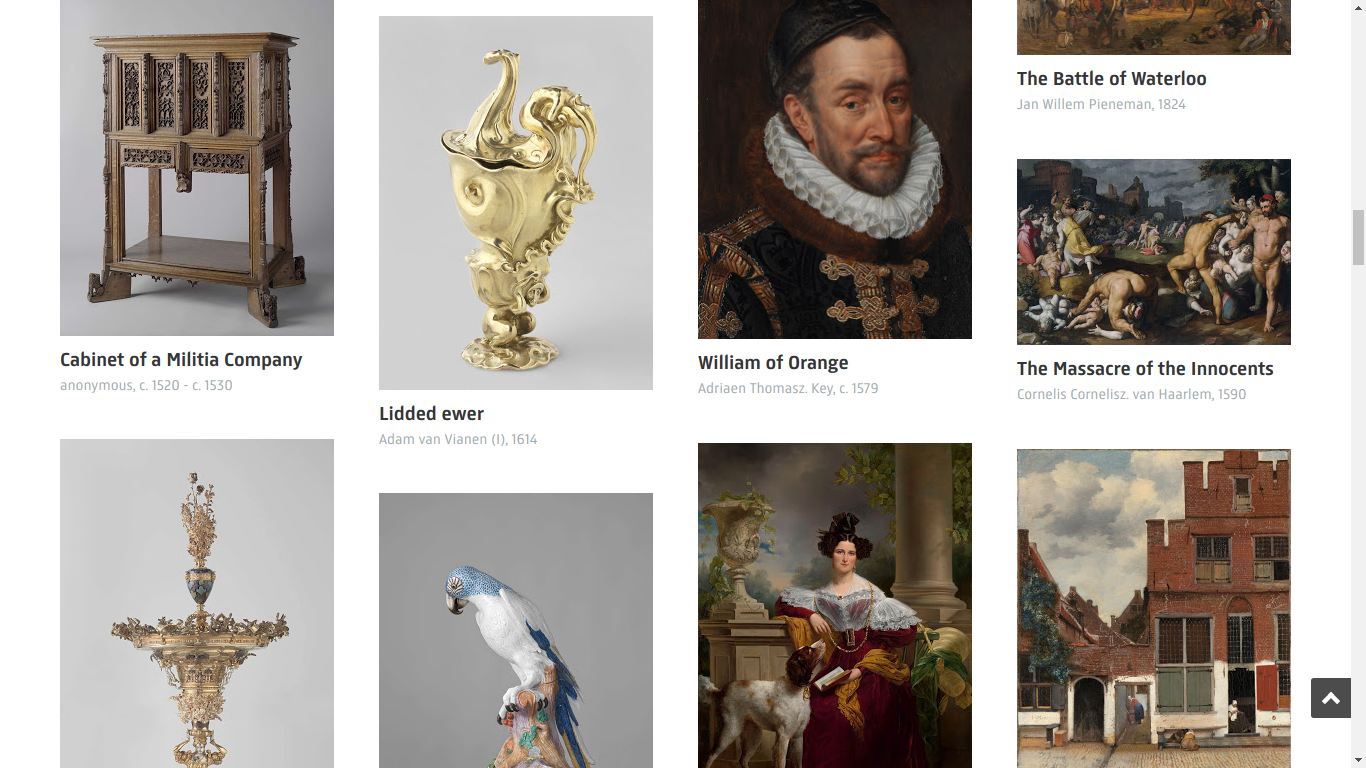 Cabinet of a Militia Company
anonymous, c. 1520 - c. 1530
Lidded ewer
Adam van Vianen (I), 1614
William of Orange
Adriaen Thomasz. Key, c. 1579
The Battle of Waterloo
Jan Willem Pieneman, 1824
The Massacre of the Innocents
Cornelis Cornelisz. van Haarlem, 1590